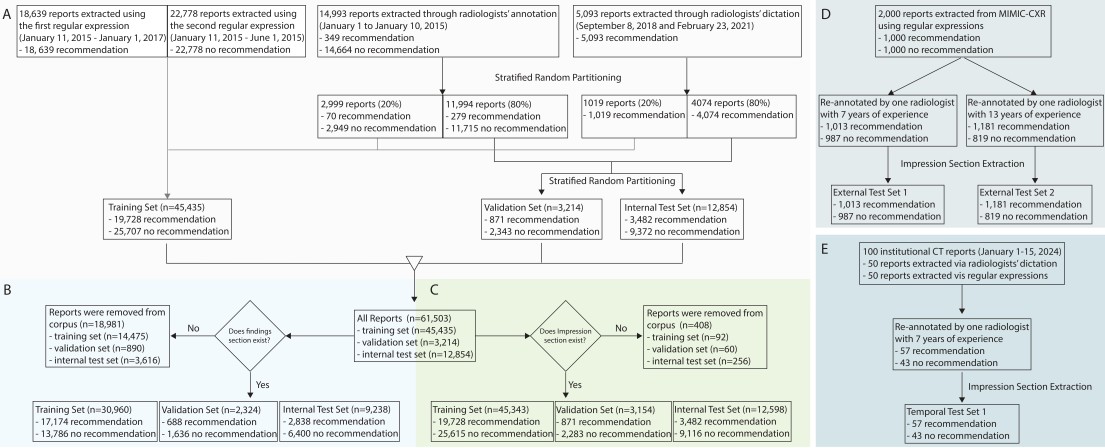 A
18,639 reports extracted using
the first regular expression
(January 11, 2015 - January 1, 2017)
- 18, 639 recommendation
22,778 reports extracted using
the second regular expression
(January 11, 2015 - June 1, 2015)
- 22,778 no recommendation
14,993 reports extracted through radiologists' annotation
(January 1 to January 10, 2015)
- 349 recommendation
- 14,664 no recommendation
5,093 reports extracted through radiologists' dictation
(September 8, 2018 and February 23, 2021)
- 5,093 recommendation
Stratified Random Partitioning
2,999 reports (20%)
- 70 recommendation
- 2,949 no recommendation
11,994 reports (80%)
- 279 recommendation
- 11,715 no recommendation
1019 reports (20%)
- 1,019 recommendation
4074 reports (80%)
- 4,074 recommendation
Stratified Random Partitioning
Training Set (n=45,435)
- 19,728 recommendation
- 25,707 no recommendation
Validation Set (n=3,214)
- 871 recommendation
- 2,343 no recommendation
Internal Test Set (n=12,854)
- 3,482 recommendation
- 9,372 no recommendation
B
Reports were removed from
corpus (n=18,981)
- training set (n=14,475)
- validation set (n=890)
- internal test set (n=3,616)
No
Does findings
section exist?
Yes
All Reports (n=61,503)
- training set (n=45,435)
- validation set (n=3,214)
- internal test set (n=12,854)
Training Set (n=30,960)
- 17,174 recommendation
- 13,786 no recommendation
Validation Set (n=2,324)
- 688 recommendation
- 1,636 no recommendation
Internal Test Set (n=9,238)
- 2,838 recommendation
- 6,400 no recommendation
C
Does Impression
section exist?
No
Yes
Reports were removed from
corpus (n=408)
- training set (n=92)
- validation set (n=60)
- internal test set (n=256)
Training Set (n=45,343)
- 19,728 recommendation
- 25,615 no recommendation
Validation Set (n=3,154)
- 871 recommendation
- 2,283 no recommendation
Internal Test Set (n=12,598)
- 3,482 recommendation
- 9,116 no recommendation
D
2,000 reports extracted from MIMIC-CXR
using regular expressions
- 1,000 recommendation
- 1,000 no recommendation
Re-annotated by one radiologist
with 7 years of experience
- 1,013 recommendation
- 987 no recommendation
Re-annotated by one radiologist
with 13 years of experience
- 1,181 recommendation
- 819 no recommendation
Impression Section Extraction
External Test Set 1
- 1,013 recommendation
- 987 no recommendation
External Test Set 2
- 1,181 recommendation
- 819 no recommendation
E
100 institutional CT reports (January 1-15, 2024)
- 50 reports extracted via radiologists' dictation
- 50 reports extracted vis regular expressions
Re-annotated by one radiologist
with 7 years of experience
- 57 recommendation
- 43 no recommendation
Impression Section Extraction
Temporal Test Set 1
- 57 recommendation
- 43 no recommendation